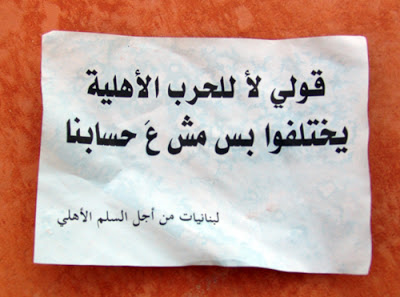 قولي لأ للحرب الأهلية
يختلفوا بس مش عَ حسابنا
لبنانيات من أجل السلم الأهلي